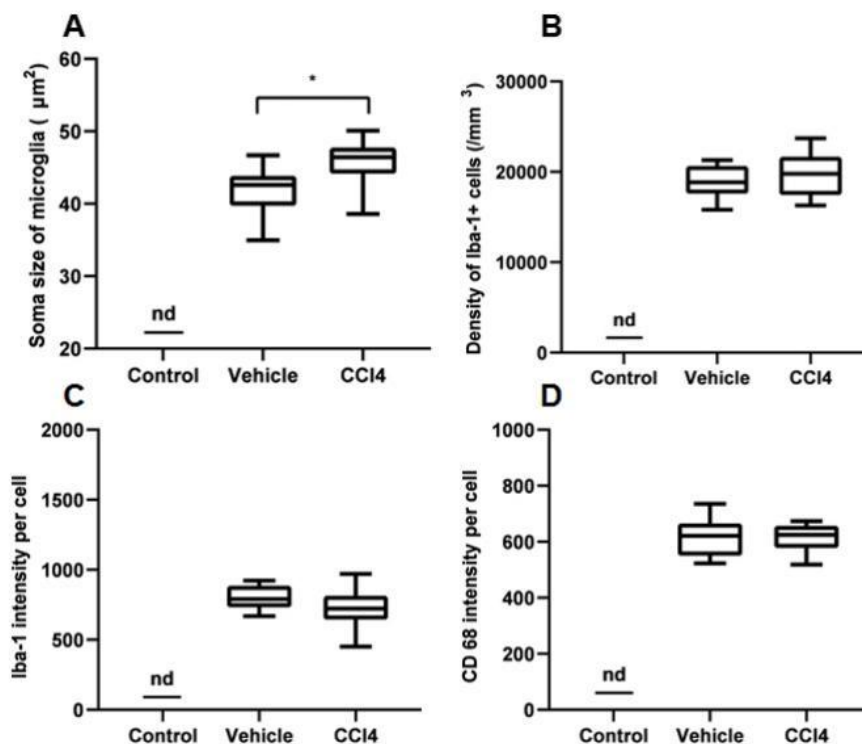 A
Soma size of microglia ( µm²)
60
50
40
30
20
*
nd
Control Vehicle CCl4
B
Density of Iba-1+ cells (/mm ³)
30000
20000
10000
0
nd
Control Vehicle CCl4
C
Iba-1 intensity per cell
2000
1500
1000
500
0
nd
Control Vehicle CCl4
D
CD 68 intensity per cell
1000
800
600
400
200
0
nd
Control Vehicle CCl4